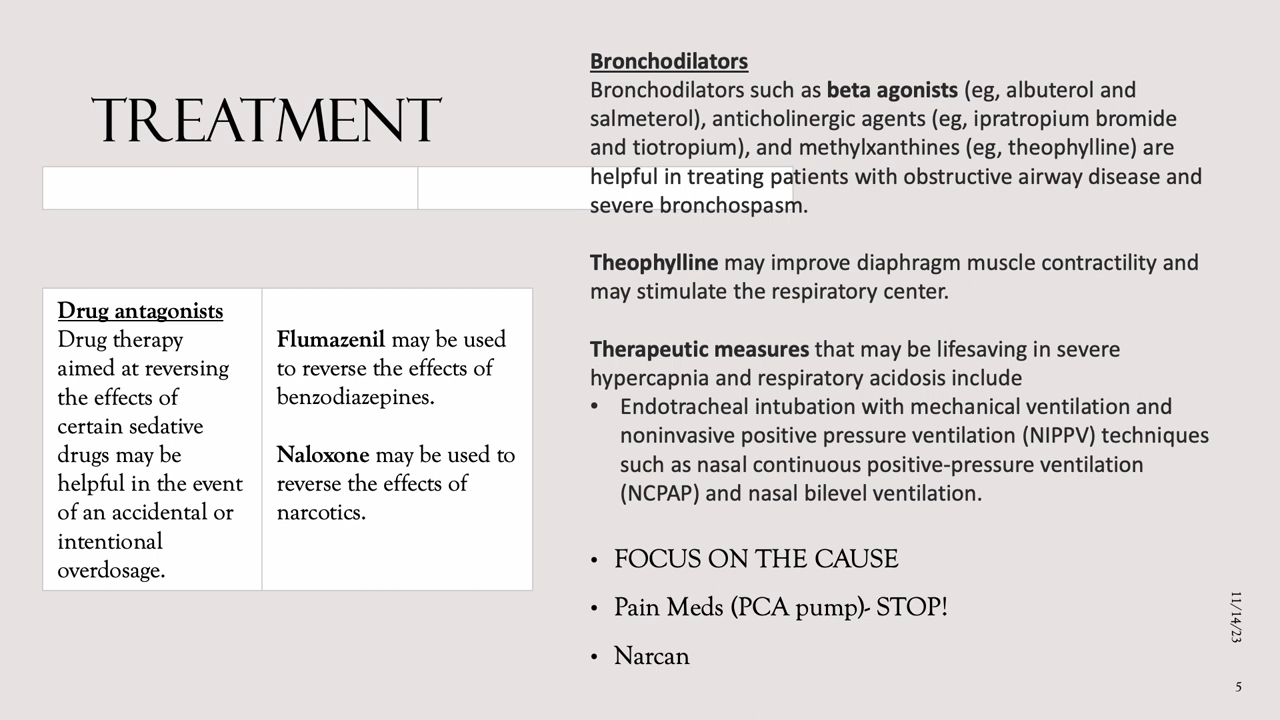 TREATMENT
Drug antagonists
Drug therapy
aimed at reversing
the effects of
certain sedative
drugs may be
helpful in the event
of an accidental or
intentional
overdosage.
Flumazenil may be used
to reverse the effects of
benzodiazepines.
Naloxone may be used to
reverse the effects of
narcotics.
Bronchodilators
Bronchodilators such as beta agonists (eg, albuterol and
salmeterol), anticholinergic agents (eg, ipratropium bromide
and tiotropium), and methylxanthines (eg, theophylline) are
helpful in treating patients with obstructive airway disease and
severe bronchospasm.
Theophylline may improve diaphragm muscle contractility and
may stimulate the respiratory center.
Therapeutic measures that may be lifesaving in severe
hypercapnia and respiratory acidosis include
• Endotracheal intubation with mechanical ventilation and
noninvasive positive pressure ventilation (NIPPV) techniques
such as nasal continuous positive-pressure ventilation
(NCPAP) and nasal bilevel ventilation.
• FOCUS ON THE CAUSE
• Pain Meds (PCA pump)- STOP!
• Narcan
11/14/23
5